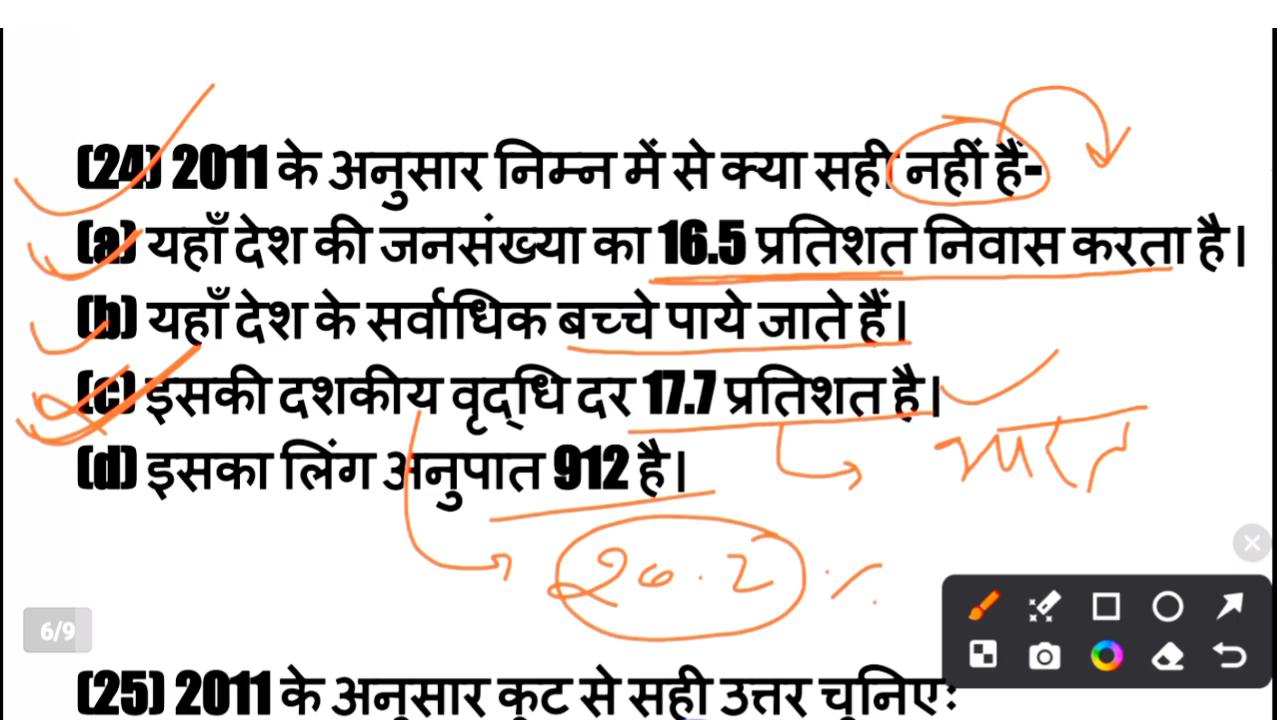 (24) 2011 के अनुसार निम्न में से क्या सही नहीं हैं-
(a) यहाँ देश की जनसंख्या का 16.5 प्रतिशत निवास करता है।
(b) यहाँ देश के सर्वाधिक बच्चे पाये जाते हैं।
(c) इसकी दशकीय वृद्धि दर 17.7 प्रतिशत है।
भारत
(d) इसका लिंग अनुपात 912 है।
20.2 %
6/9
(25) 2011 के अनुसार कूट से सही उत्तर चुनिएः